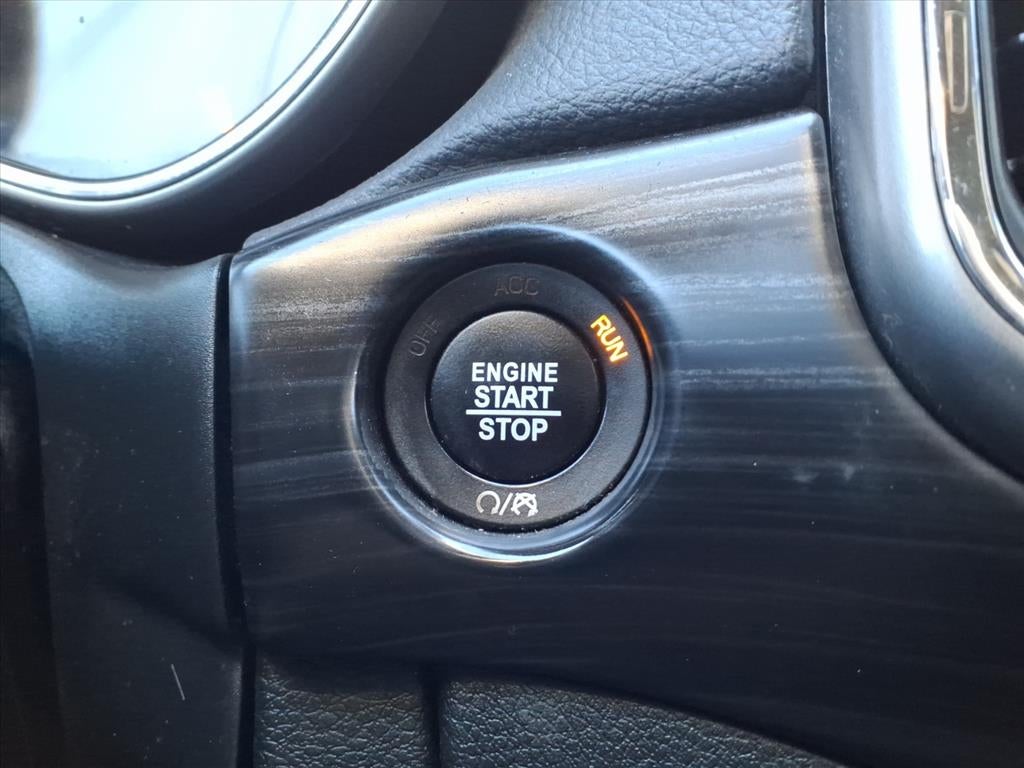 ACC
OFF
RUN
ENGINE
START
STOP